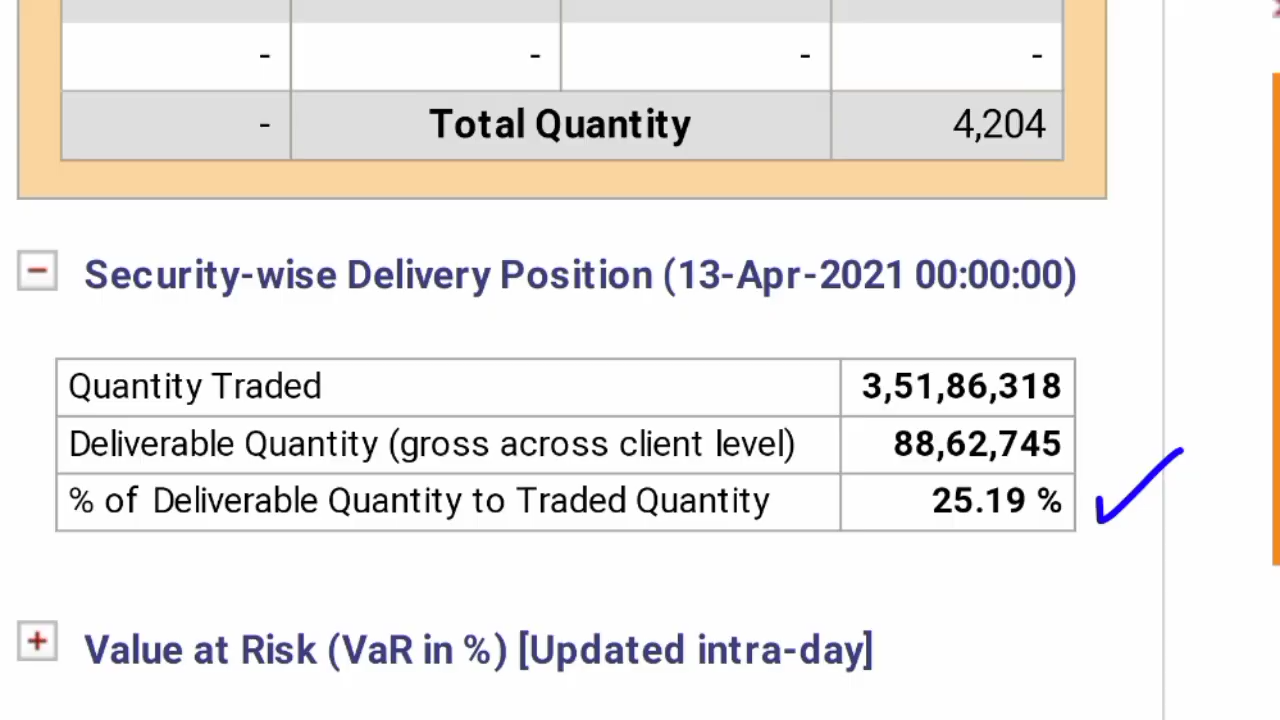 - - - -
- Total Quantity 4,204
Security-wise Delivery Position (13-Apr-2021 00:00:00)
Quantity Traded 3,51,86,318
Deliverable Quantity (gross across client level) 88,62,745
% of Deliverable Quantity to Traded Quantity 25.19 %
Value at Risk (VaR in %) [Updated intra-day]